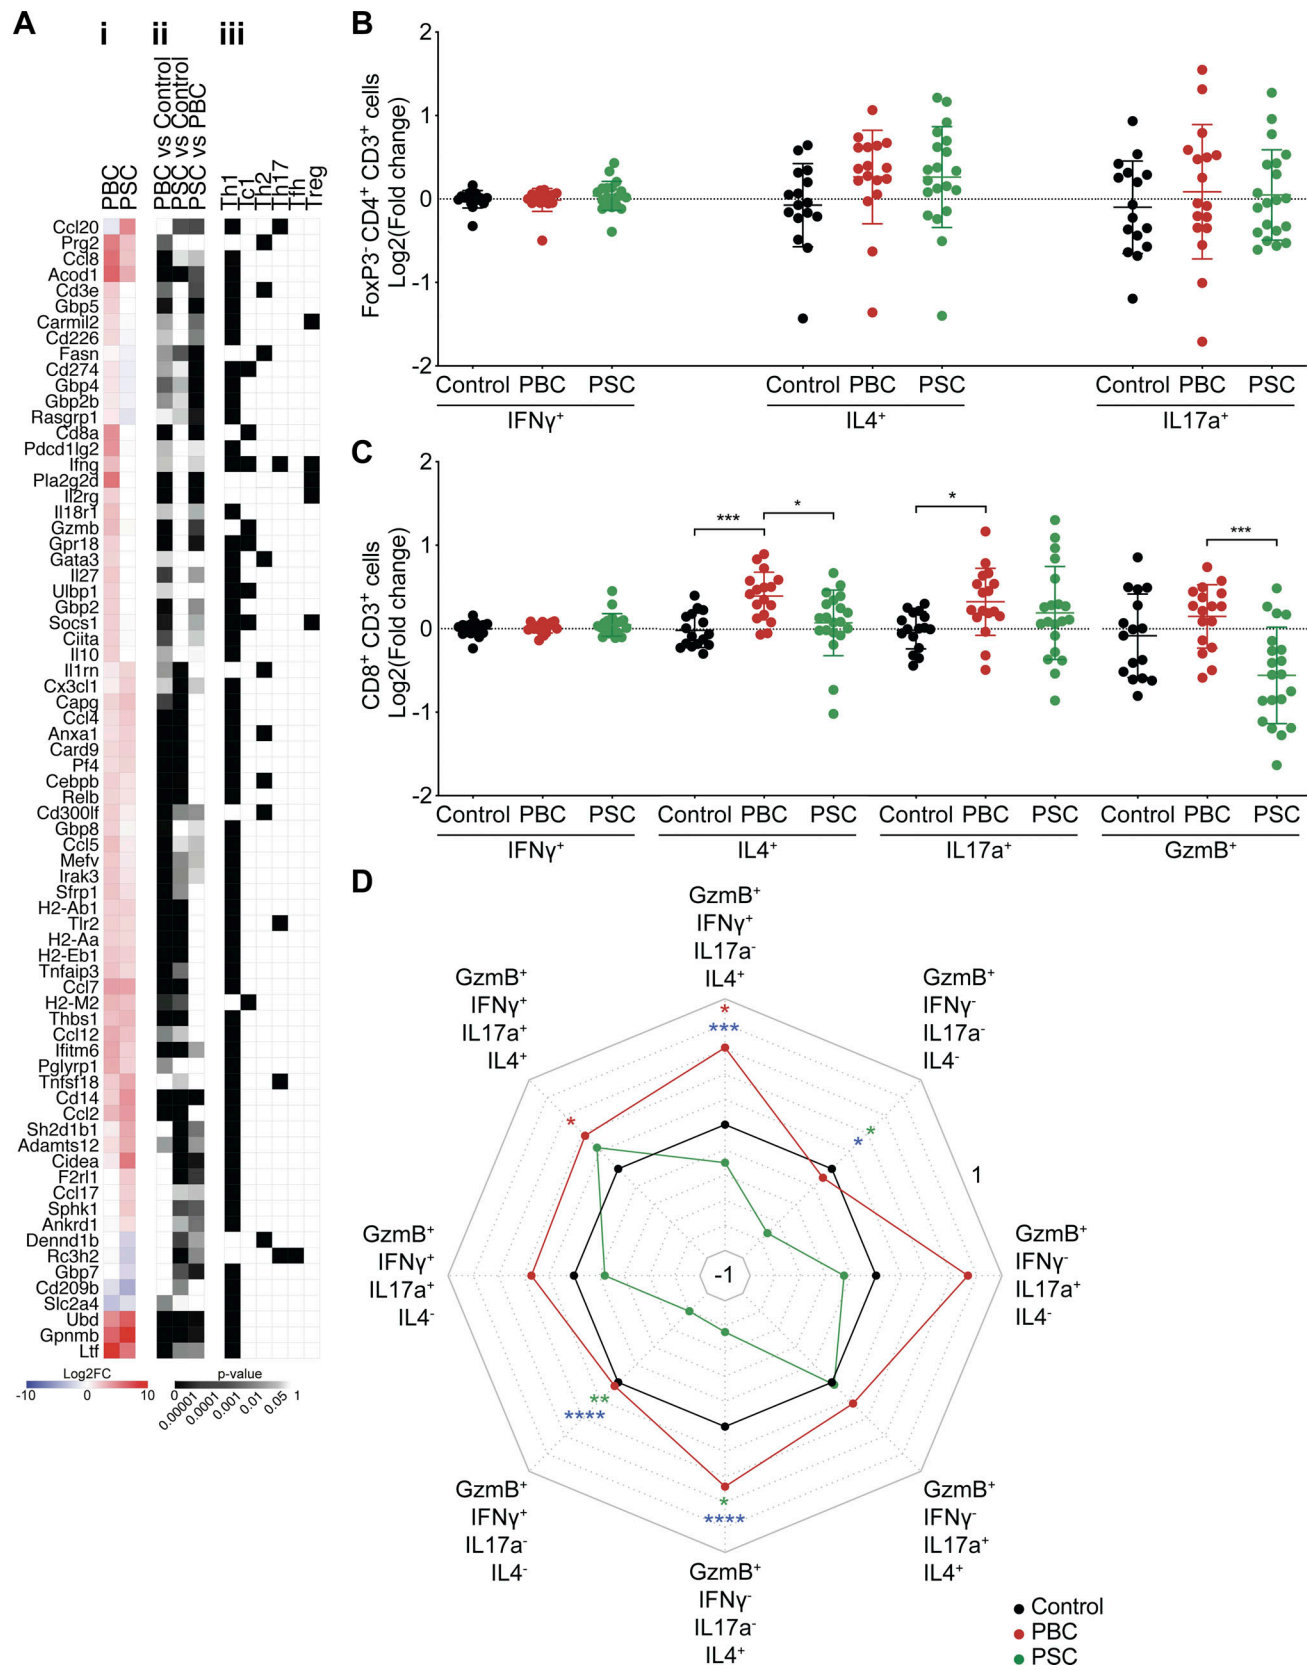 A
i
ii
iii
PBC
PSC
PBC vs Control
PSC vs Control
PSC vs PBC
Th1
Tc1
Th2
Th17
Tfh
Treg
Ccl20
Prg2
Ccl8
Acod1
Cd3e
Gbp5
Carmil2
Cd226
Fasn
Cd274
Gbp4
Gbp2b
Rasgrp1
Cd8a
Pdcd1lg2
Ifng
Pla2g2d
Il2rg
Il18r1
Gzmb
Gpr18
Gata3
Il27
Ulbp1
Gbp2
Socs1
Ciita
Il10
Il1rn
Cx3cl1
Capg
Ccl4
Anxa1
Card9
Pf4
Cebpb
Relb
Cd300lf
Gbp8
Ccl5
Mefv
Irak3
Sfrp1
H2-Ab1
Tlr2
H2-Aa
H2-Eb1
Tnfaip3
Ccl7
H2-M2
Thbs1
Ccl12
Ifitm6
Pglyrp1
Tnfsf18
Cd14
Ccl2
Sh2d1b1
Adamts12
Cidea
F2rl1
Ccl17
Sphk1
Ankrd1
Dennd1b
Rc3h2
Gbp7
Cd209b
Slc2a4
Ubd
Gpnmb
Ltf
Log2FC
-10 0 10
p-value
0 0.00001 0.0001 0.001 0.01 0.05 1
B
FoxP3⁻ CD4⁺ CD3⁺ cells
Log2(Fold change)
2
1
0
-1
-2
Control PBC PSC Control PBC PSC Control PBC PSC
IFNγ⁺ IL4⁺ IL17a⁺
C
CD8⁺ CD3⁺ cells
Log2(Fold change)
2
1
0
-1
-2
*** * * ***
Control PBC PSC Control PBC PSC Control PBC PSC Control PBC PSC
IFNγ⁺ IL4⁺ IL17a⁺ GzmB⁺
D
GzmB⁺
IFNγ⁺
IL17a⁻
IL4⁺
*
***
GzmB⁺
IFNγ⁻
IL17a⁻
IL4⁻
*
*
1
GzmB⁺
IFNγ⁻
IL17a⁺
IL4⁻
GzmB⁺
IFNγ⁻
IL17a⁺
IL4⁺
*
****
GzmB⁺
IFNγ⁻
IL17a⁻
IL4⁺
**
****
GzmB⁺
IFNγ⁺
IL17a⁻
IL4⁻
GzmB⁺
IFNγ⁺
IL17a⁺
IL4⁻
GzmB⁺
IFNγ⁺
IL17a⁺
IL4⁺
*
-1
Control
PBC
PSC